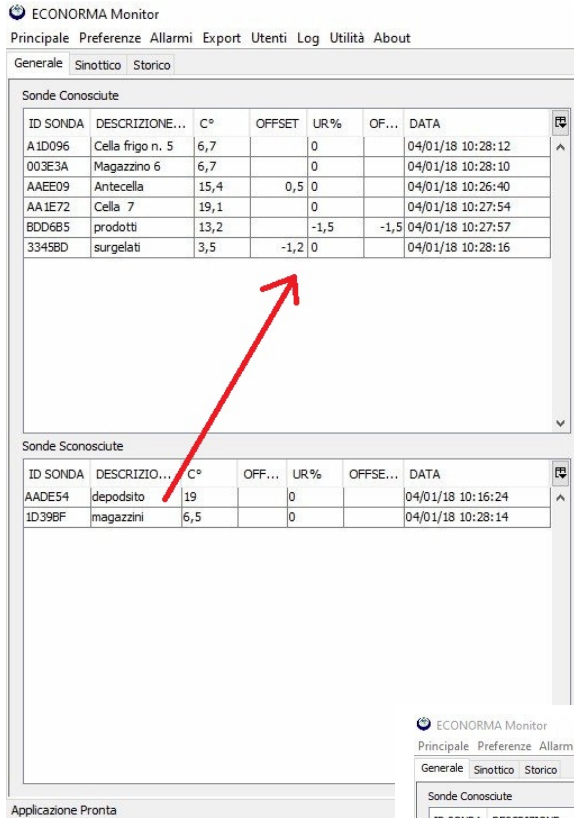 ECONORMA Monitor
Principale Preferenze Allarmi Export Utenti Log Utilità About
Generale Sinottico Storico
Sonde Conosciute
ID SONDA DESCRIZIONE... C° OFFSET UR% OF... DATA
A1D096 Cella frigo n. 5 6,7 0 04/01/18 10:28:12
003E3A Magazzino 6 6,7 0 04/01/18 10:28:10
AAEE09 Antecella 15,4 0,5 0 04/01/18 10:26:40
AA1E72 Cella 7 19,1 0 04/01/18 10:27:54
BDD6B5 prodotti 13,2 -1,5 -1,5 04/01/18 10:27:57
3345BD surgelati 3,5 -1,2 0 04/01/18 10:28:16
Sonde Sconosciute
ID SONDA DESCRIZIO... C° OFF... UR% OFFSE... DATA
AADE54 depodsito 19 0 04/01/18 10:16:24
1D39BF magazzini 6,5 0 04/01/18 10:28:14
Applicazione Pronta
ECONORMA Monitor
Principale Preferenze Allarm
Generale Sinottico Storico
Sonde Conosciute